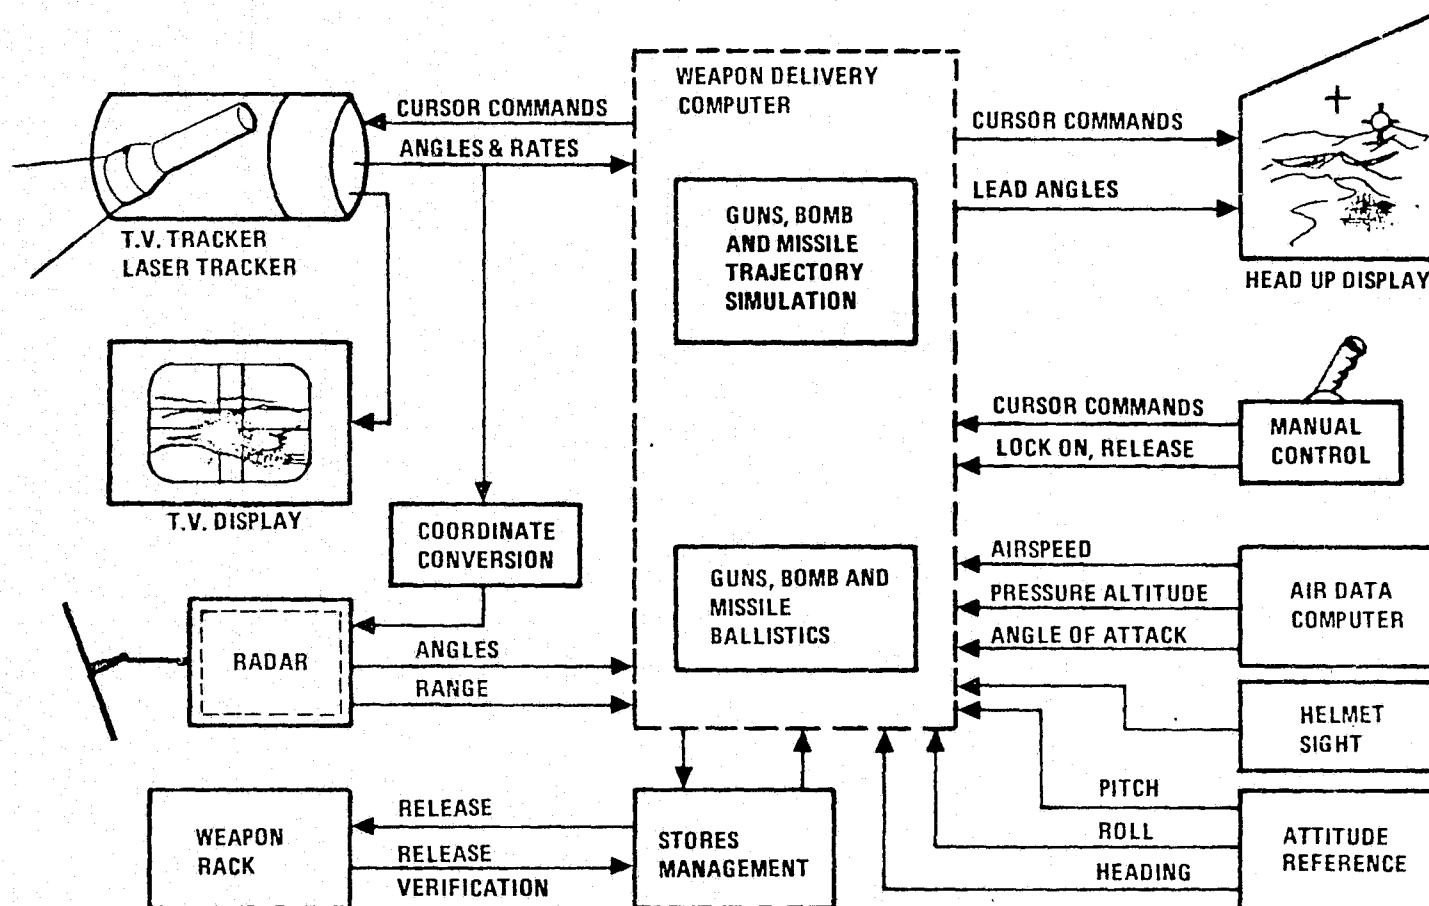 WEAPON DELIVERY
COMPUTER
CURSOR COMMANDS
ANGLES & RATES
CURSOR COMMANDS
LEAD ANGLES
GUNS, BOMB
AND MISSILE
TRAJECTORY
SIMULATION
T.V. TRACKER
LASER TRACKER
HEAD UP DISPLAY
CURSOR COMMANDS
LOCK ON, RELEASE
MANUAL
CONTROL
T.V. DISPLAY
COORDINATE
CONVERSION
GUNS, BOMB AND
MISSILE
BALLISTICS
AIRSPEED
PRESSURE ALTITUDE
ANGLE OF ATTACK
AIR DATA
COMPUTER
RADAR
ANGLES
RANGE
HELMET
SIGHT
WEAPON
RACK
RELEASE
RELEASE
VERIFICATION
STORES
MANAGEMENT
PITCH
ROLL
HEADING
ATTITUDE
REFERENCE